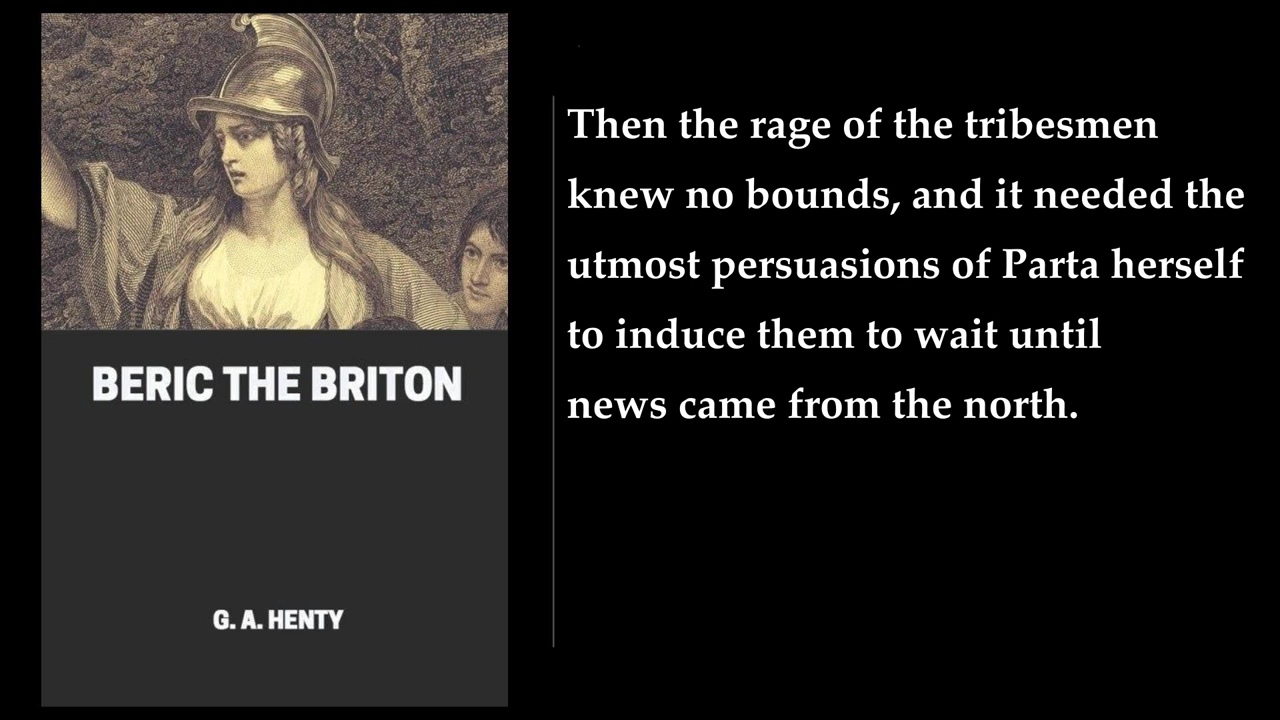 BERIC THE BRITON
G. A. HENTY
Then the rage of the tribesmen
knew no bounds, and it needed the
utmost persuasions of Parta herself
to induce them to wait until
news came from the north.